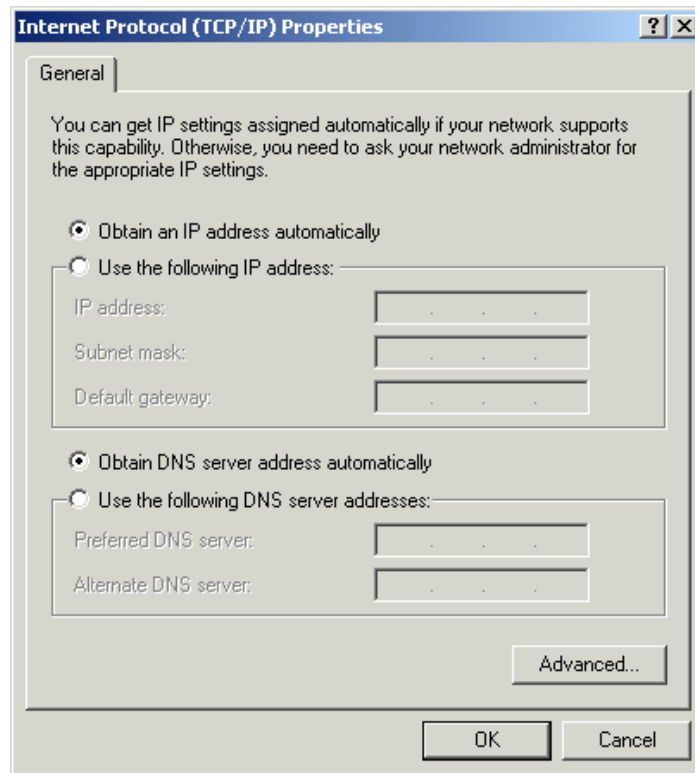 Internet Protocol (TCP/IP) Properties
General
You can get IP settings assigned automatically if your network supports
this capability. Otherwise, you need to ask your network administrator for
the appropriate IP settings.
Obtain an IP address automatically
Use the following IP address:
IP address:
Subnet mask:
Default gateway:
Obtain DNS server address automatically
Use the following DNS server addresses:
Preferred DNS server:
Alternate DNS server:
Advanced...
OK
Cancel